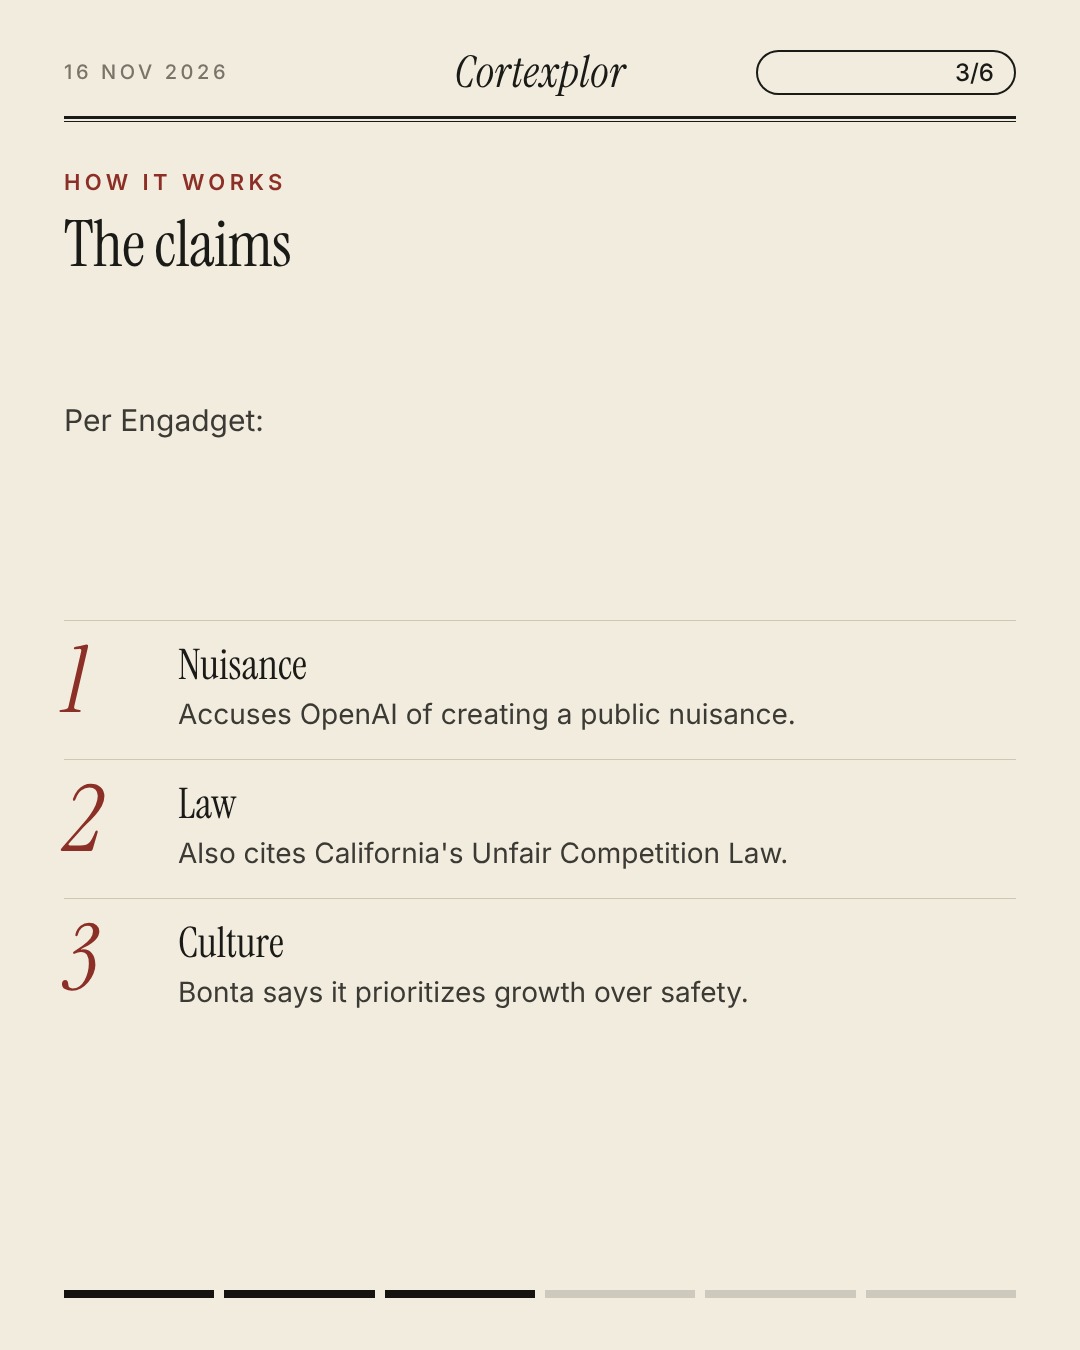 16 NOV 2026
Cortexplor
3/6
HOW IT WORKS
The claims
Per Engadget:
1
Nuisance
Accuses OpenAI of creating a public nuisance.
2
Law
Also cites California's Unfair Competition Law.
3
Culture
Bonta says it prioritizes growth over safety.